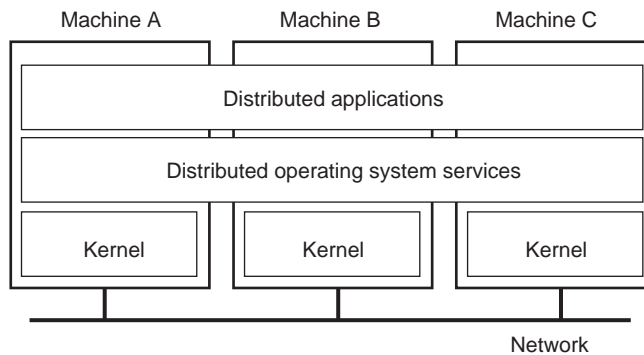 Machine A
Machine B
Machine C
Distributed applications
Distributed operating system services
Kernel
Kernel
Kernel
Network